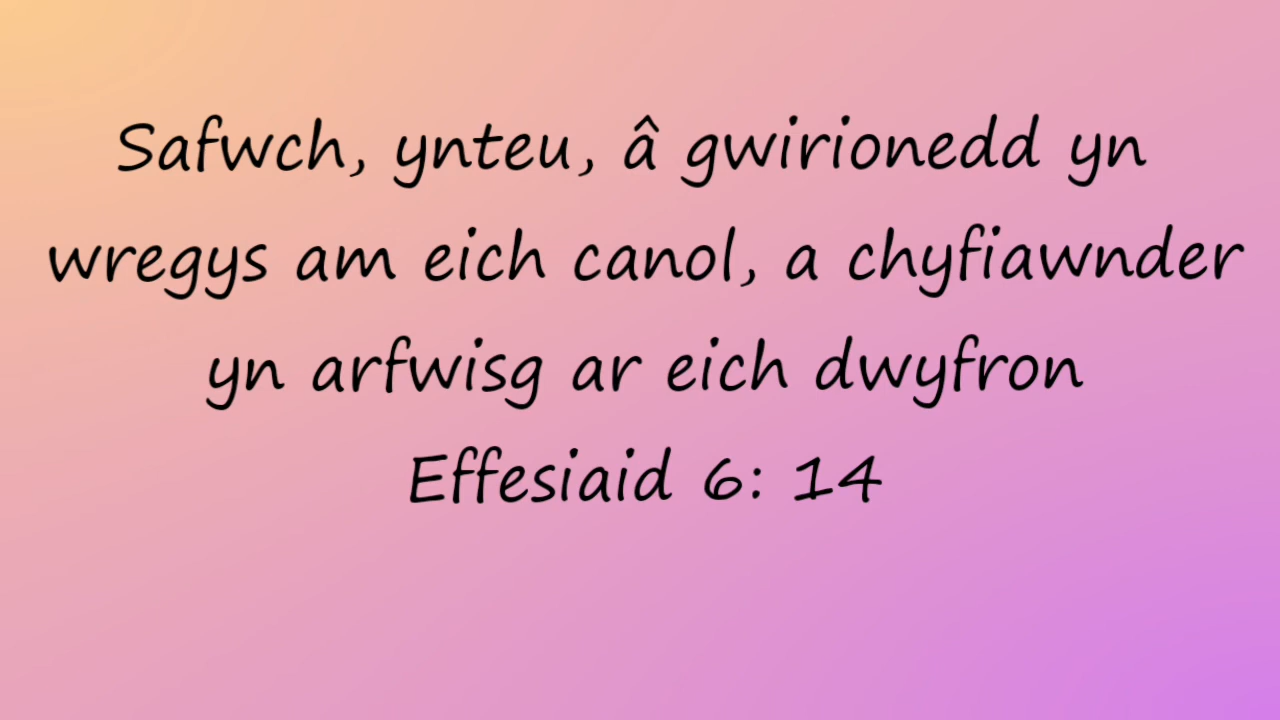 Safwch, ynteu, â gwirionedd yn
wregys am eich canol, a chyfiawnder
yn arfwisg ar eich dwyfron
Effesiaid 6: 14